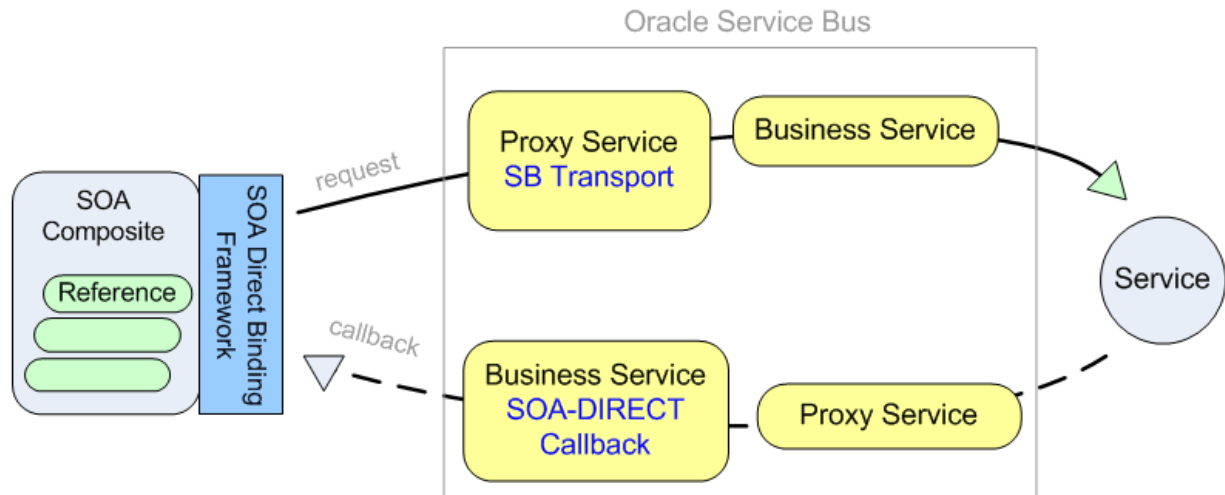 Oracle Service Bus
Proxy Service
SB Transport
Business Service
request
SOA
Composite
Reference
SOA Direct Binding
Framework
Service
callback
Business Service
SOA-DIRECT
Callback
Proxy Service